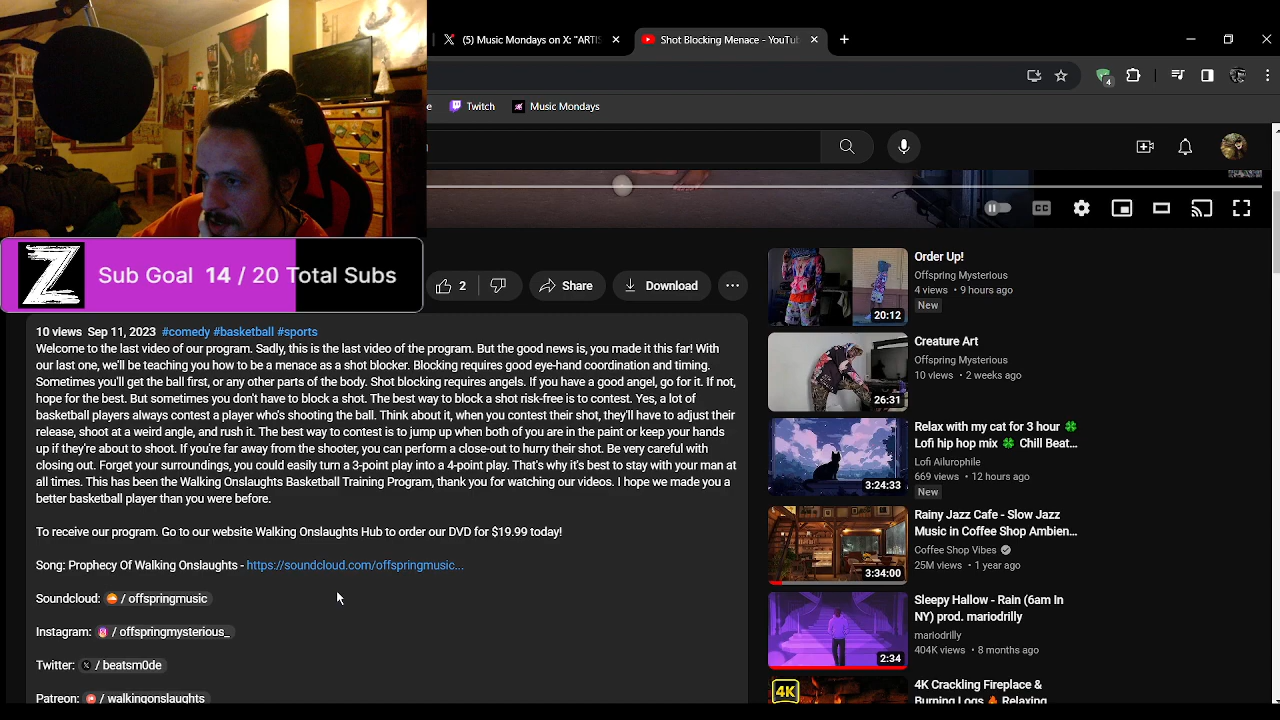 (5) Music Mondays on X: "ARTIS
Shot Blocking Menace - YouTub
4
Twitch
Music Mondays
Z Sub Goal 14 / 20 Total Subs
CC
2
Share
Download
10 views Sep 11, 2023 #comedy #basketball #sports
Welcome to the last video of our program. Sadly, this is the last video of the program. But the good news is, you made it this far! With
our last one, we'll be teaching you how to be a menace as a shot blocker. Blocking requires good eye-hand coordination and timing.
Sometimes you'll get the ball first, or any other parts of the body. Shot blocking requires angels. If you have a good angel, go for it. If not,
hope for the best. But sometimes you don't have to block a shot. The best way to block a shot risk-free is to contest. Yes, a lot of
basketball players always contest a player who's shooting the ball. Think about it, when you contest their shot, they'll have to adjust their
release, shoot at a weird angle, and rush it. The best way to contest is to jump up when both of you are in the paint or keep your hands
up if they're about to shoot. If you're far away from the shooter, you can perform a close-out to hurry their shot. Be very careful with
closing out. Forget your surroundings, you could easily turn a 3-point play into a 4-point play. That's why it's best to stay with your man at
all times. This has been the Walking Onslaughts Basketball Training Program, thank you for watching our videos. I hope we made you a
better basketball player than you were before.
To receive our program. Go to our website Walking Onslaughts Hub to order our DVD for $19.99 today!
Song: Prophecy Of Walking Onslaughts - https://soundcloud.com/offspringmusic...
Soundcloud: / offspringmusic
Instagram: / offspringmysterious_
Twitter: / beatsm0de
Patreon: / walkingonslaughts
Order Up!
Offspring Mysterious
4 views • 9 hours ago
New
20:12
Creature Art
Offspring Mysterious
10 views • 2 weeks ago
26:31
Relax with my cat for 3 hour 🍀
Lofi hip hop mix 🍀 Chill Beat...
Lofi Ailurophile
669 views • 12 hours ago
New
3:24:33
Rainy Jazz Cafe - Slow Jazz
Music in Coffee Shop Ambien...
Coffee Shop Vibes
25M views • 1 year ago
3:34:00
Sleepy Hallow - Rain (6am In
NY) prod. mariodrilly
mariodrilly
404K views • 8 months ago
2:34
4K Crackling Fireplace &
Burning Logs 🔥 Relaxing
4K